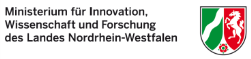 Ministerium für Innovation,
Wissenschaft und Forschung
des Landes Nordrhein-Westfalen